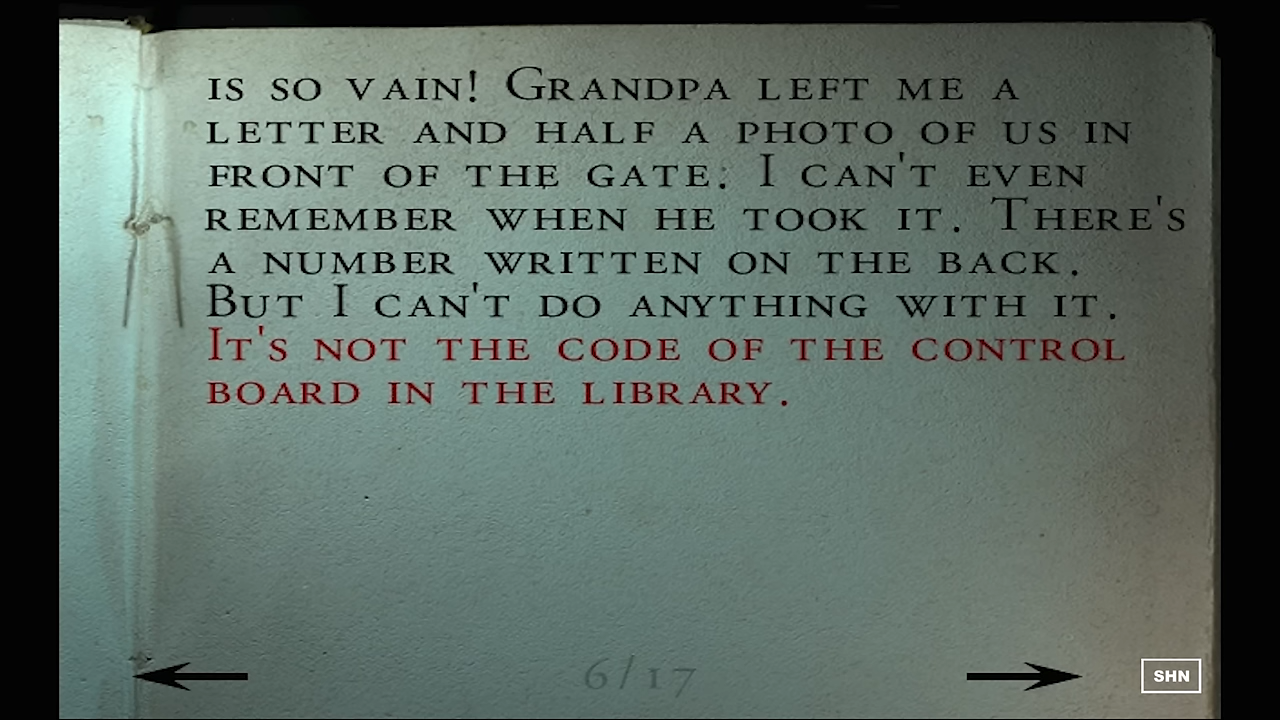 is so vain! Grandpa left me a
letter and half a photo of us in
front of the gate. I can't even
remember when he took it. There's
a number written on the back.
But I can't do anything with it.
It's not the code of the control
board in the library.
6/17
SHN